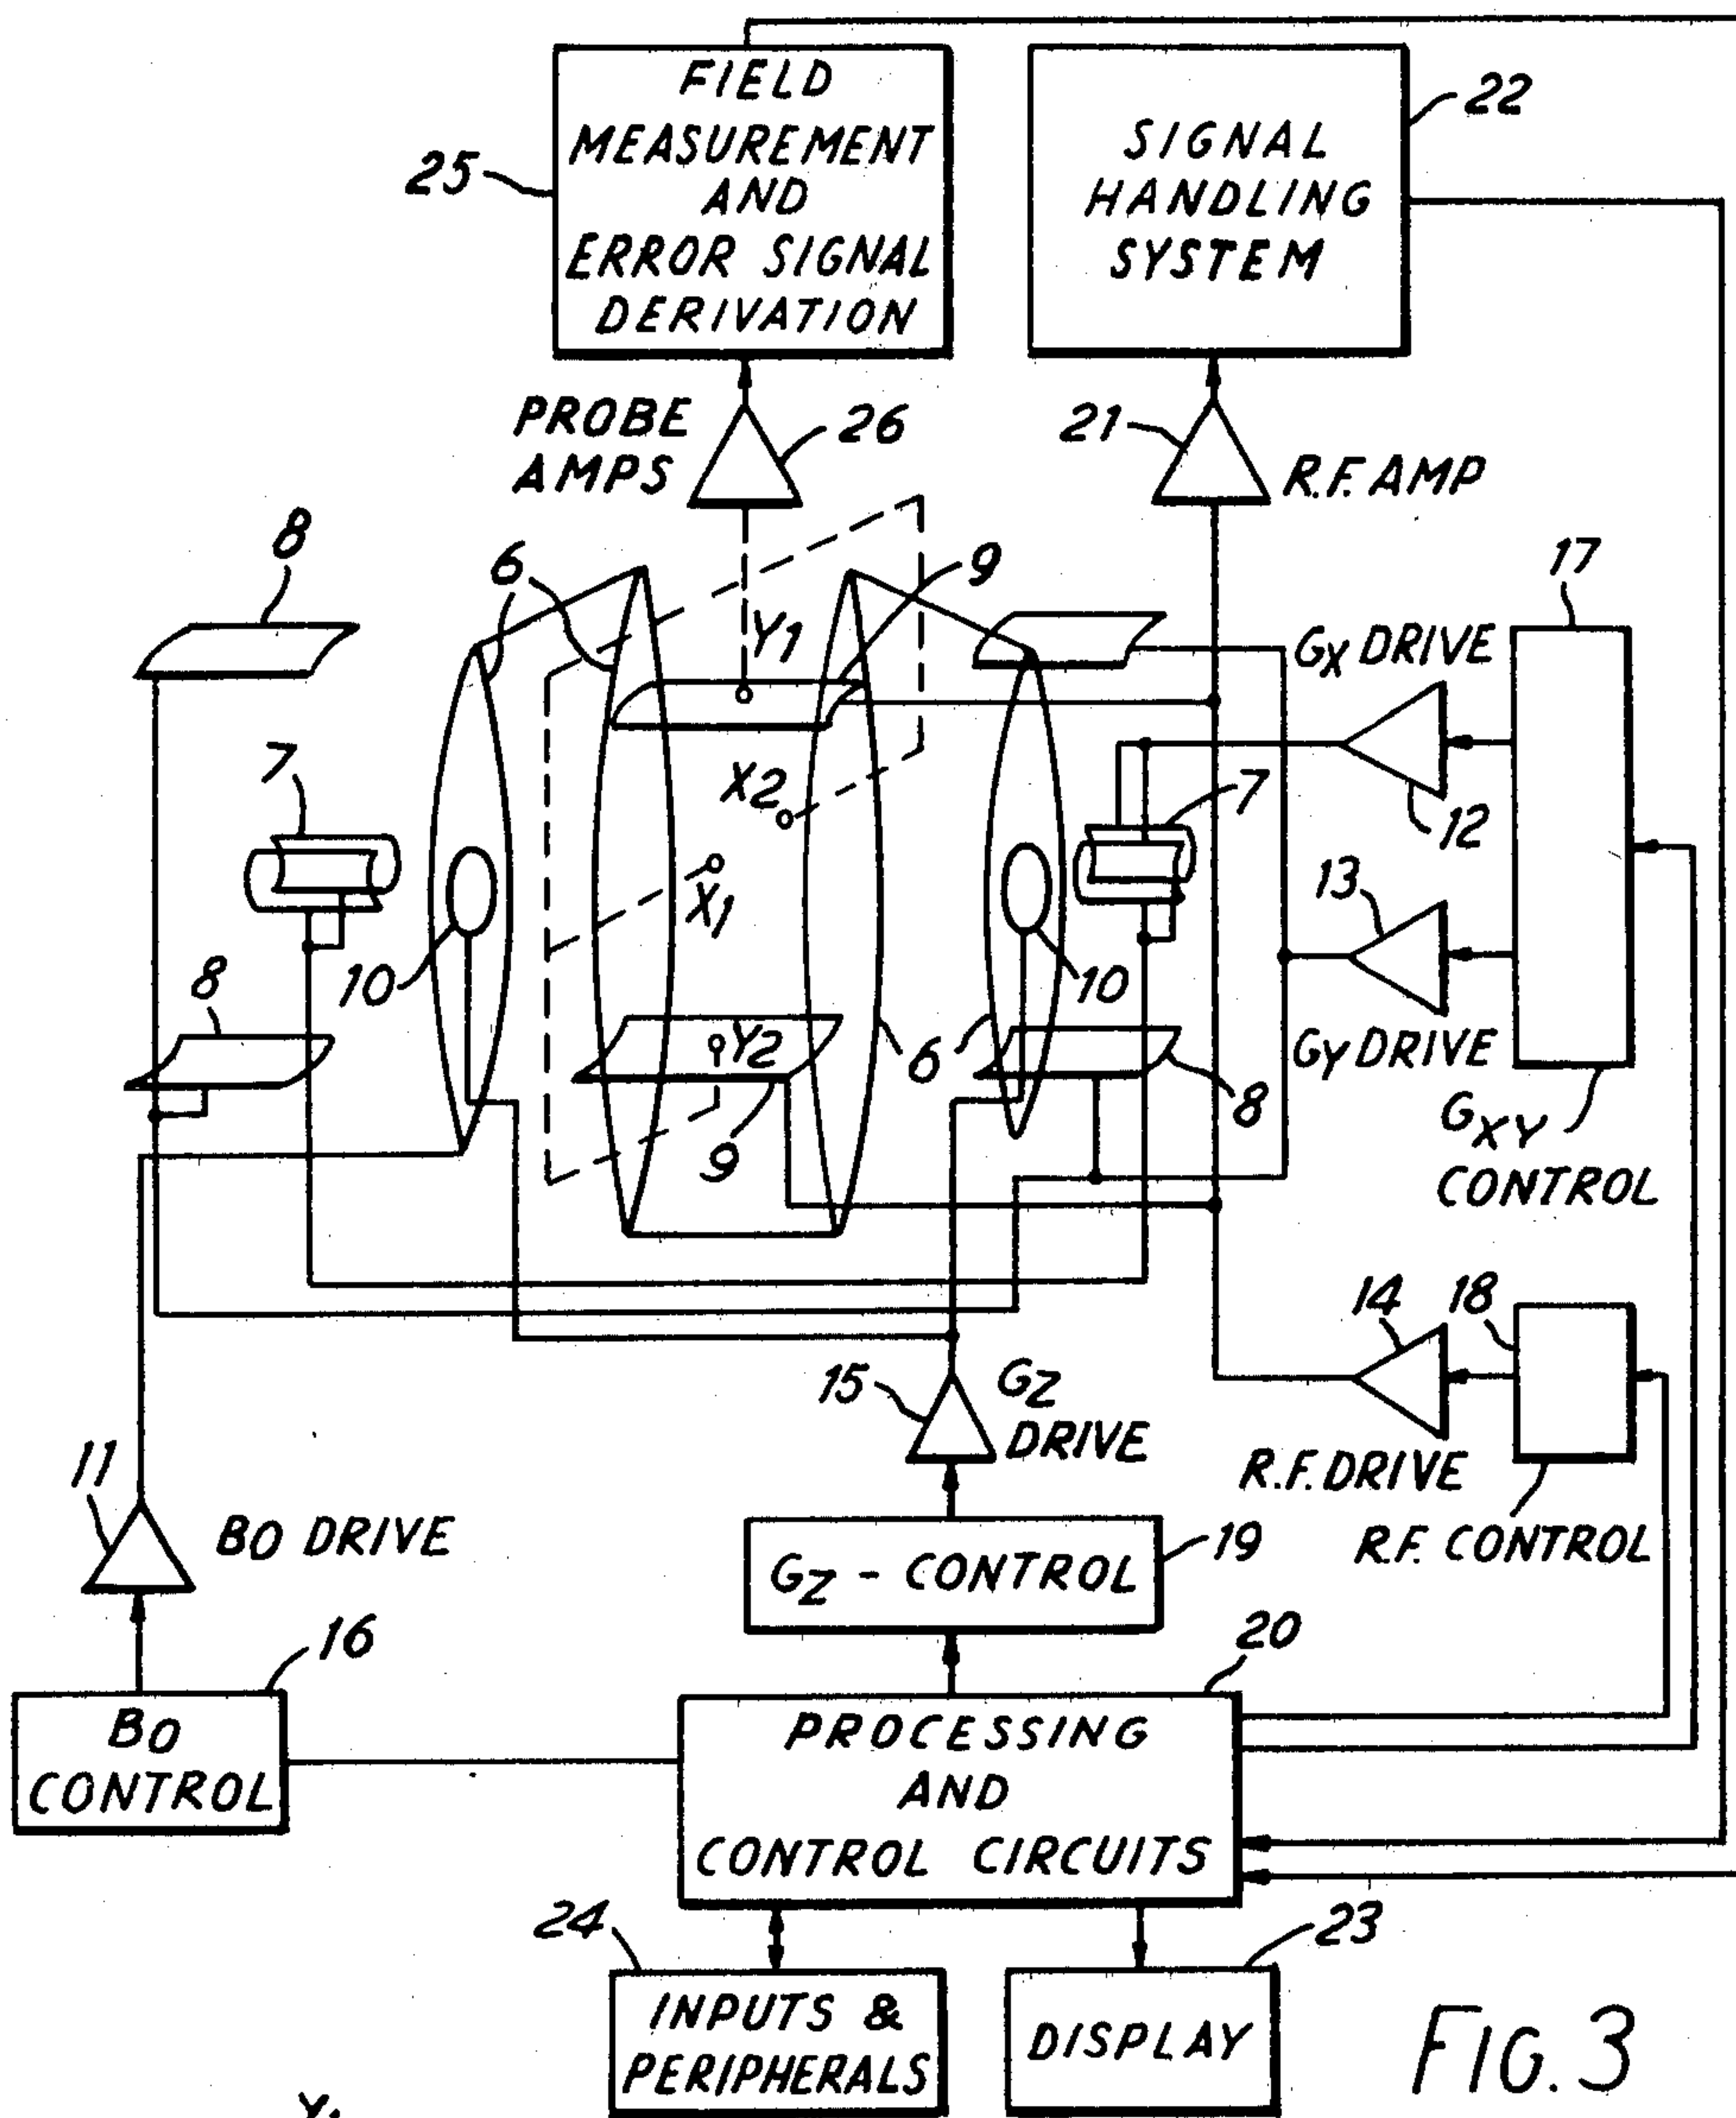 FIELD
MEASUREMENT
AND
ERROR SIGNAL
DERIVATION
25
SIGNAL
HANDLING
SYSTEM
22
PROBE
AMPS
26
21
R.F. AMP
8
6
9
17
Y1
GX DRIVE
7
X2
7
12
X1
13
10
10
8
Y2
6
8
GY DRIVE
9
GXY
CONTROL
14
18
15
GZ
DRIVE
R.F. DRIVE
R.F. CONTROL
11
BO DRIVE
GZ - CONTROL
19
16
20
BO
CONTROL
PROCESSING
AND
CONTROL CIRCUITS
24
23
INPUTS &
PERIPHERALS
DISPLAY
FIG. 3